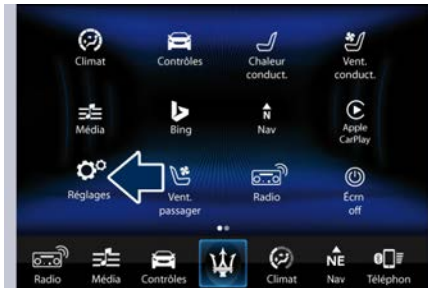 Climat
Contrôles
Chaleur
conduct.
Vent.
conduct.
Média
Bing
N
Nav
Apple
CarPlay
Réglages
Vent.
passager
Radio
Écrn
off
Radio
Média
Contrôles
Climat
NE
Nav
Téléphon